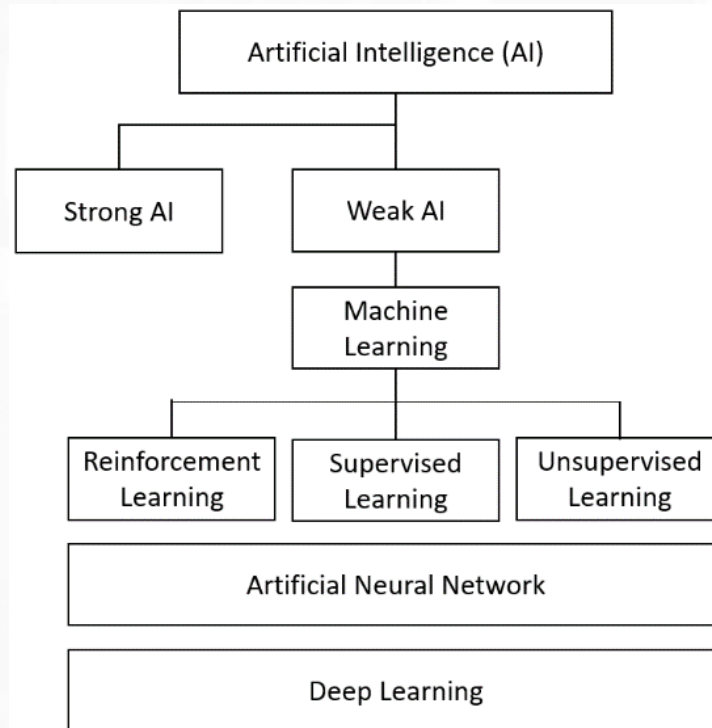 Artificial Intelligence (AI)
Strong AI
Weak AI
Machine
Learning
Reinforcement
Learning
Supervised
Learning
Unsupervised
Learning
Artificial Neural Network
Deep Learning